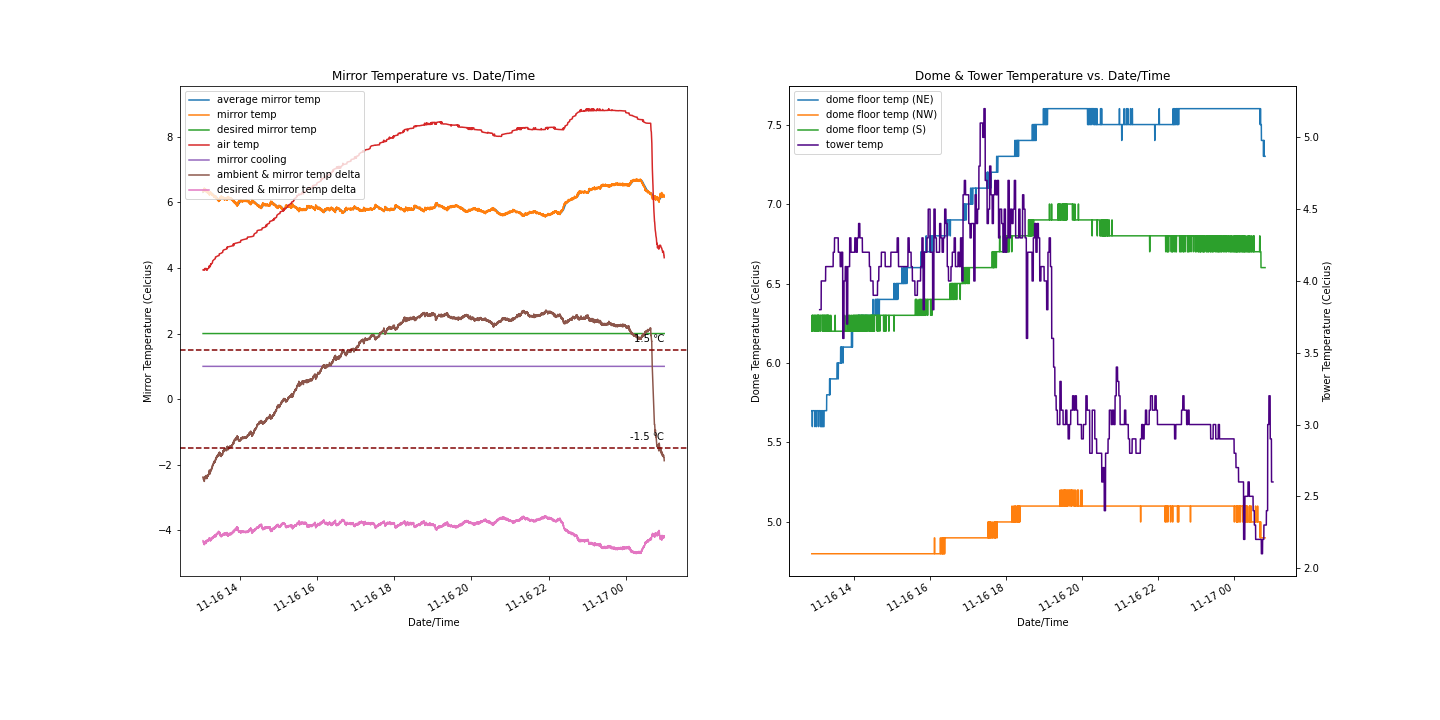 Mirror Temperature vs. Date/Time
average mirror temp
mirror temp
desired mirror temp
air temp
mirror cooling
ambient & mirror temp delta
desired & mirror temp delta
Mirror Temperature (Celcius)
8
6
4
2
0
−2
−4
1.5 °C
-1.5 °C
11-16 14
11-16 16
11-16 18
11-16 20
11-16 22
11-17 00
Date/Time
Dome & Tower Temperature vs. Date/Time
dome floor temp (NE)
dome floor temp (NW)
dome floor temp (S)
tower temp
Dome Temperature (Celcius)
7.5
7.0
6.5
6.0
5.5
5.0
11-16 14
11-16 16
11-16 18
11-16 20
11-16 22
11-17 00
Date/Time
5.0
4.5
4.0
3.5
3.0
2.5
2.0
Tower Temperature (Celcius)